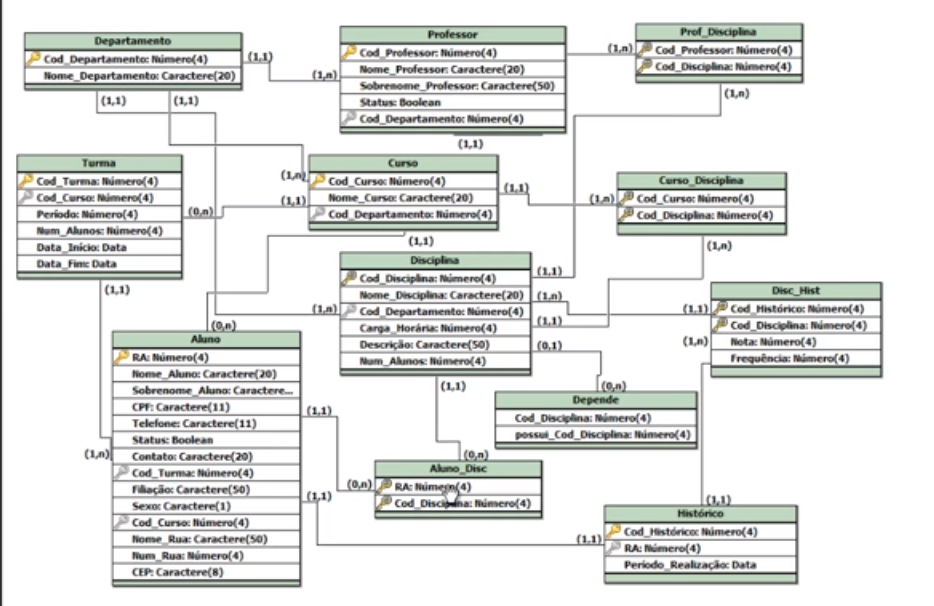 Departamento
Cod_Departamento: Número(4)
Nome_Departamento: Caractere(20)
(1,1)
(1,n)
(1,1)
(1,1)
Professor
Cod_Professor: Número(4)
Nome_Professor: Caractere(20)
Sobrenome_Professor: Caractere(50)
Status: Boolean
Cod_Departamento: Número(4)
(1,1)
(1,n)
Prof_Disciplina
Cod_Professor: Número(4)
Cod_Disciplina: Número(4)
(1,n)
Turma
Cod_Turma: Número(4)
Cod_Curso: Número(4)
Período: Número(4)
Num_Alunos: Número(4)
Data_Início: Data
Data_Fim: Data
(0,n)
(1,1)
(1,n)
(1,1)
Curso
Cod_Curso: Número(4)
Nome_Curso: Caractere(20)
Cod_Departamento: Número(4)
(1,1)
(1,1)
(1,n)
Curso_Disciplina
Cod_Curso: Número(4)
Cod_Disciplina: Número(4)
(1,n)
Disciplina
Cod_Disciplina: Número(4)
Nome_Disciplina: Caractere(20)
Cod_Departamento: Número(4)
Carga_Horária: Número(4)
Descrição: Caractere(50)
Num_Alunos: Número(4)
(1,n)
(1,1)
(1,n)
(1,1)
(0,1)
(1,1)
Disc_Hist
Cod_Histórico: Número(4)
Cod_Disciplina: Número(4)
Nota: Número(4)
Frequência: Número(4)
(1,1)
(1,n)
(0,n)
Aluno
RA: Número(4)
Nome_Aluno: Caractere(20)
Sobrenome_Aluno: Caractere...
CPF: Caractere(11)
Telefone: Caractere(11)
Status: Boolean
Contato: Caractere(20)
Cod_Turma: Número(4)
Filiação: Caractere(50)
Sexo: Caractere(1)
Cod_Curso: Número(4)
Nome_Rua: Caractere(50)
Num_Rua: Número(4)
CEP: Caractere(8)
(1,n)
(1,1)
(1,1)
(0,n)
Depende
Cod_Disciplina: Número(4)
possui_Cod_Disciplina: Número(4)
(0,n)
Aluno_Disc
RA: Número(4)
Cod_Disciplina: Número(4)
(0,n)
(1,1)
Histórico
Cod_Histórico: Número(4)
RA: Número(4)
Período_Realização: Data
(1,1)